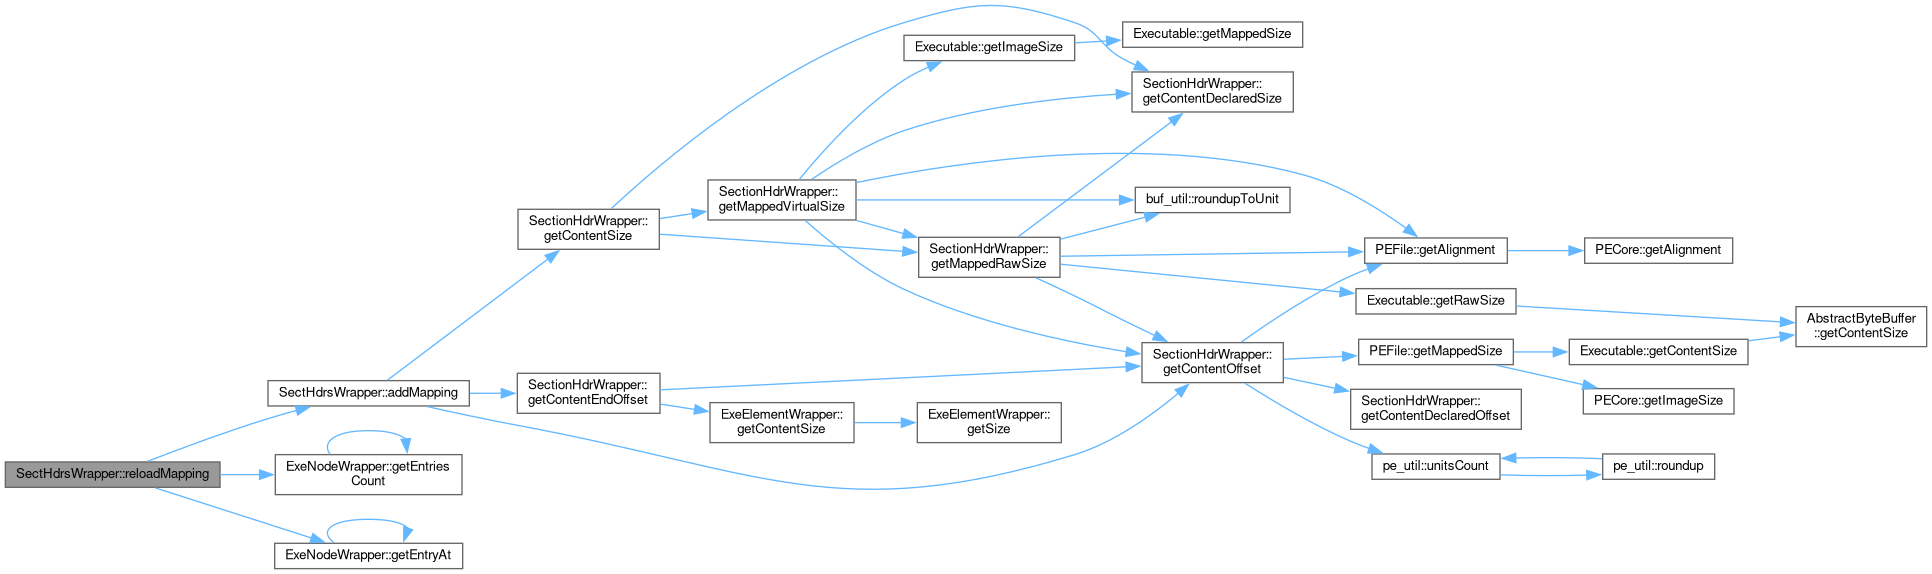 SectHdrsWrapper::reloadMapping
SectHdrsWrapper::addMapping
ExeNodeWrapper::getEntries
Count
ExeNodeWrapper::getEntryAt
SectionHdrWrapper::
getContentSize
SectionHdrWrapper::
getContentEndOffset
SectionHdrWrapper::
getMappedVirtualSize
ExeElementWrapper::
getContentSize
Executable::getImageSize
SectionHdrWrapper::
getMappedRawSize
ExeElementWrapper::
getSize
Executable::getMappedSize
SectionHdrWrapper::
getContentDeclaredSize
buf_util::roundupToUnit
SectionHdrWrapper::
getContentOffset
PEFile::getAlignment
Executable::getRawSize
PEFile::getMappedSize
SectionHdrWrapper::
getContentDeclaredOffset
pe_util::unitsCount
PECore::getAlignment
Executable::getContentSize
PECore::getImageSize
pe_util::roundup
AbstractByteBuffer
::getContentSize